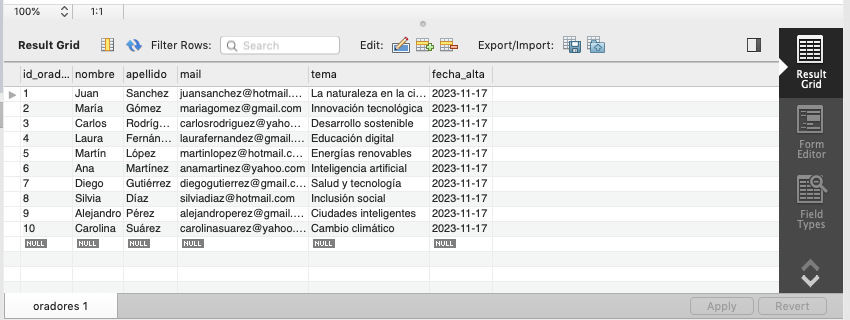 100% 1:1
Result Grid Filter Rows: Search Edit: Export/Import:
id_orad... nombre apellido mail tema fecha_alta
1 Juan Sanchez juansanchez@hotmail.... La naturaleza en la ci... 2023-11-17
2 María Gómez mariagomez@gmail.com Innovación tecnológica 2023-11-17
3 Carlos Rodríg... carlosrodriguez@yaho... Desarrollo sostenible 2023-11-17
4 Laura Fernán... laurafernandez@gmail.... Educación digital 2023-11-17
5 Martín López martinlopez@hotmail.c... Energías renovables 2023-11-17
6 Ana Martínez anamartinez@yahoo.com Inteligencia artificial 2023-11-17
7 Diego Gutiérrez diegogutierrez@gmail.c... Salud y tecnología 2023-11-17
8 Silvia Díaz silviadiaz@hotmail.com Inclusión social 2023-11-17
9 Alejandro Pérez alejandroperez@gmail.... Ciudades inteligentes 2023-11-17
10 Carolina Suárez carolinasuarez@yahoo.... Cambio climático 2023-11-17
NULL NULL NULL NULL NULL NULL
Result
Grid
Form
Editor
Field
Types
oradores 1 Apply Revert